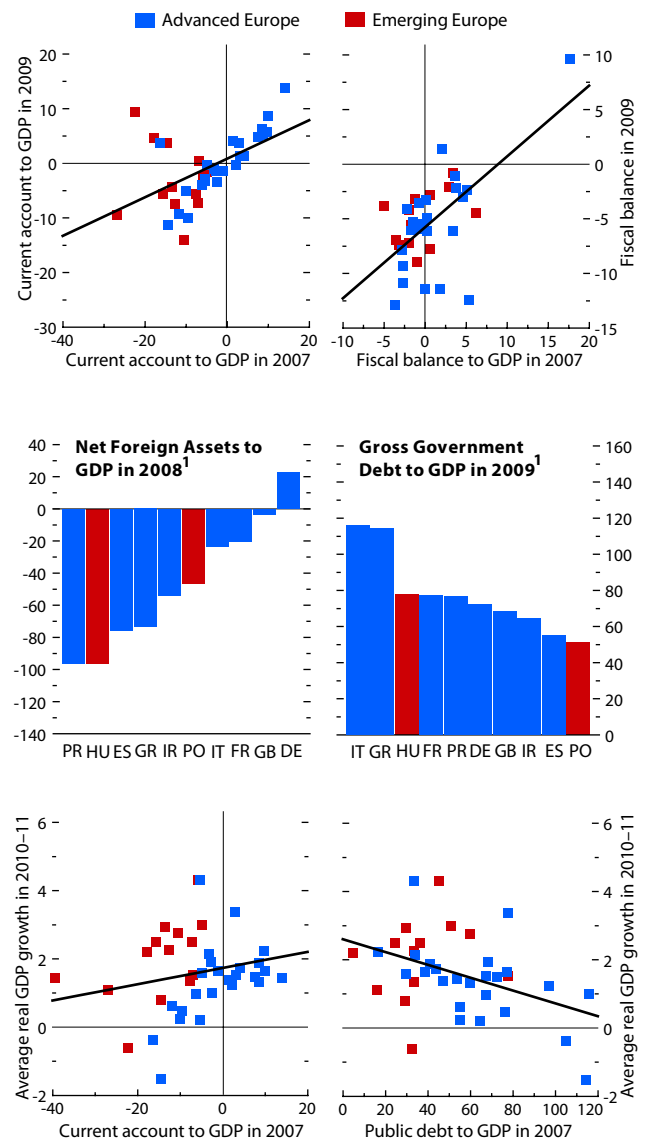 Advanced Europe Emerging Europe
Current account to GDP in 2009
20
10
0
-10
-20
-30
-40 -20 0 20
Current account to GDP in 2007
10
5
0
-5
-10
-15
Fiscal balance in 2009
-10 -5 0 5 10 15 20
Fiscal balance to GDP in 2007
Net Foreign Assets to
GDP in 2008¹
40
20
0
-20
-40
-60
-80
-100
-120
-140
PR HU ES GR IR PO IT FR GB DE
Gross Government
Debt to GDP in 2009¹
160
140
120
100
80
60
40
20
0
IT GR HU FR PR DE GB IR ES PO
Average real GDP growth in 2010–11
6
4
2
0
-2
-40 -20 0 20
Current account to GDP in 2007
6
4
2
0
-2
Average real GDP growth in 2010–11
0 20 40 60 80 100 120
Public debt to GDP in 2007